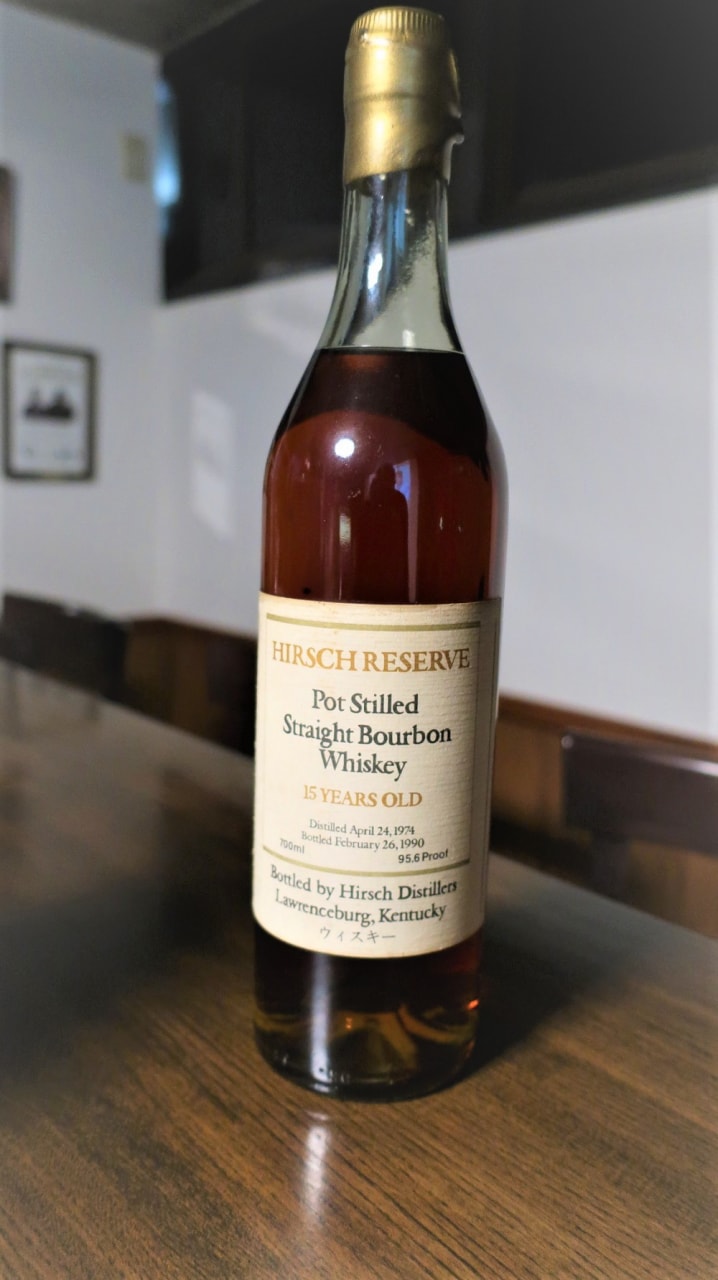 HIRSCH RESERVE
Pot Stilled
Straight Bourbon
Whiskey
15 YEARS OLD
Distilled April 24, 1974
Bottled February 26, 1990
700ml 95.6 Proof
Bottled by Hirsch Distillers
Lawrenceburg, Kentucky
ウィスキー